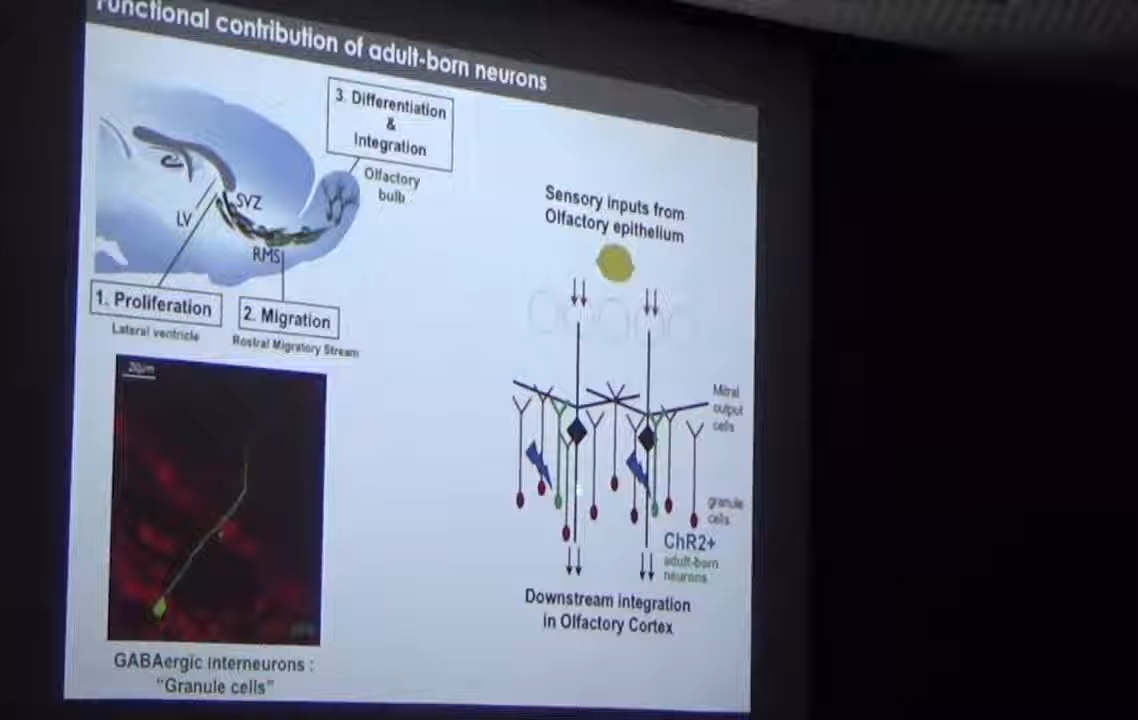 Functional contribution of adult-born neurons
3. Differentiation
&
Integration
Olfactory
bulb
SVZ
LV
RMS
1. Proliferation
Lateral ventricle
2. Migration
Rostral Migratory Stream
20µm
GABAergic interneurons :
"Granule cells"
Sensory inputs from
Olfactory epithelium
Mitral
output
cells
granule
cells
ChR2+
adult-born
neurons
Downstream integration
in Olfactory Cortex